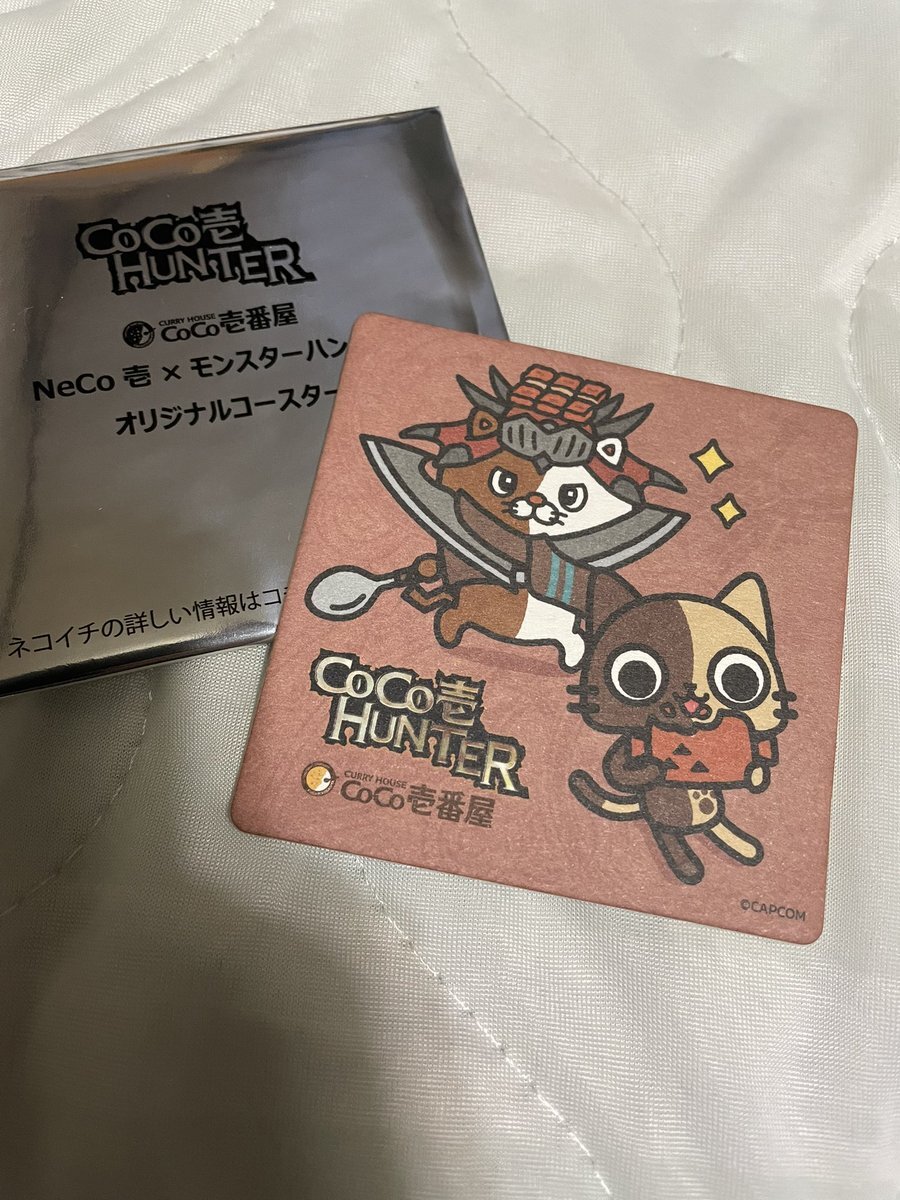 CoCo壱
HUNTER
CURRY HOUSE
CoCo壱番屋
NeCo 壱 × モンスターハン
オリジナルコースター
ネコイチの詳しい情報はコ
CoCo壱
HUNTER
CURRY HOUSE
CoCo壱番屋
©CAPCOM